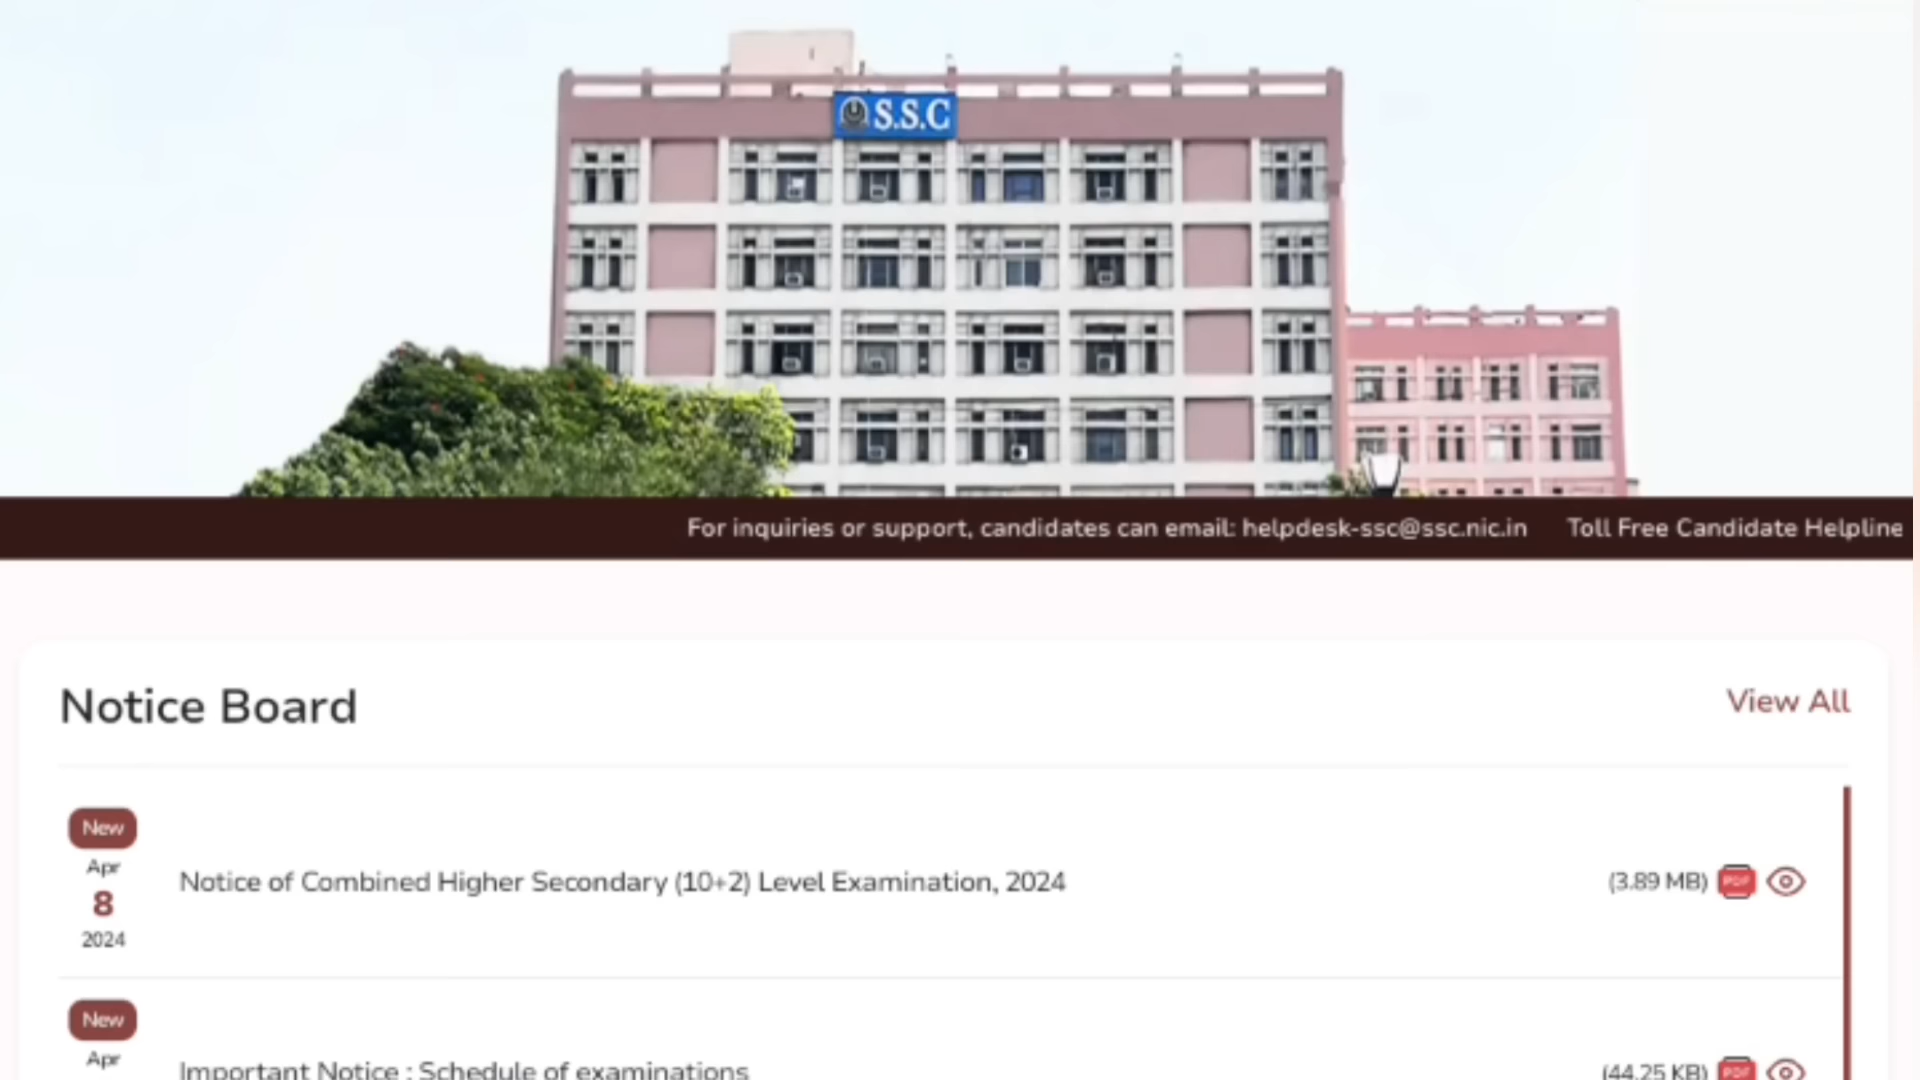 S.S.C
For inquiries or support, candidates can email: helpdesk-ssc@ssc.nic.in Toll Free Candidate Helpline
Notice Board
View All
New
Apr
8
2024
Notice of Combined Higher Secondary (10+2) Level Examination, 2024
(3.89 MB)
PDF
New
Apr
Important Notice : Schedule of examinations
(44.25 KB)
PDF